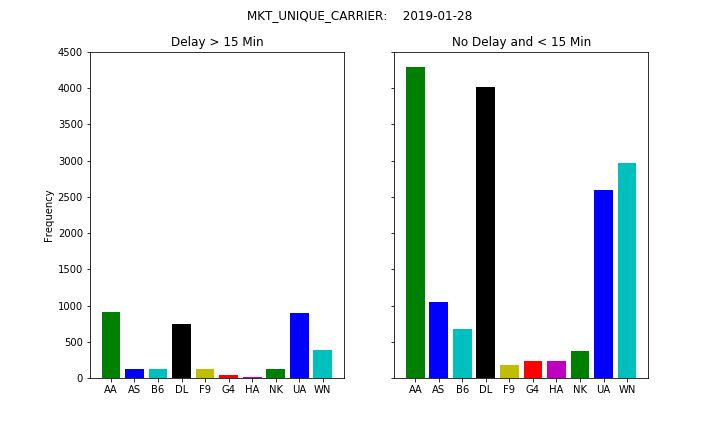 MKT_UNIQUE_CARRIER: 2019-01-28
Delay > 15 Min
No Delay and < 15 Min
4500
4000
3500
3000
2500
2000
1500
1000
500
0
Frequency
AA AS B6 DL F9 G4 HA NK UA WN
AA AS B6 DL F9 G4 HA NK UA WN